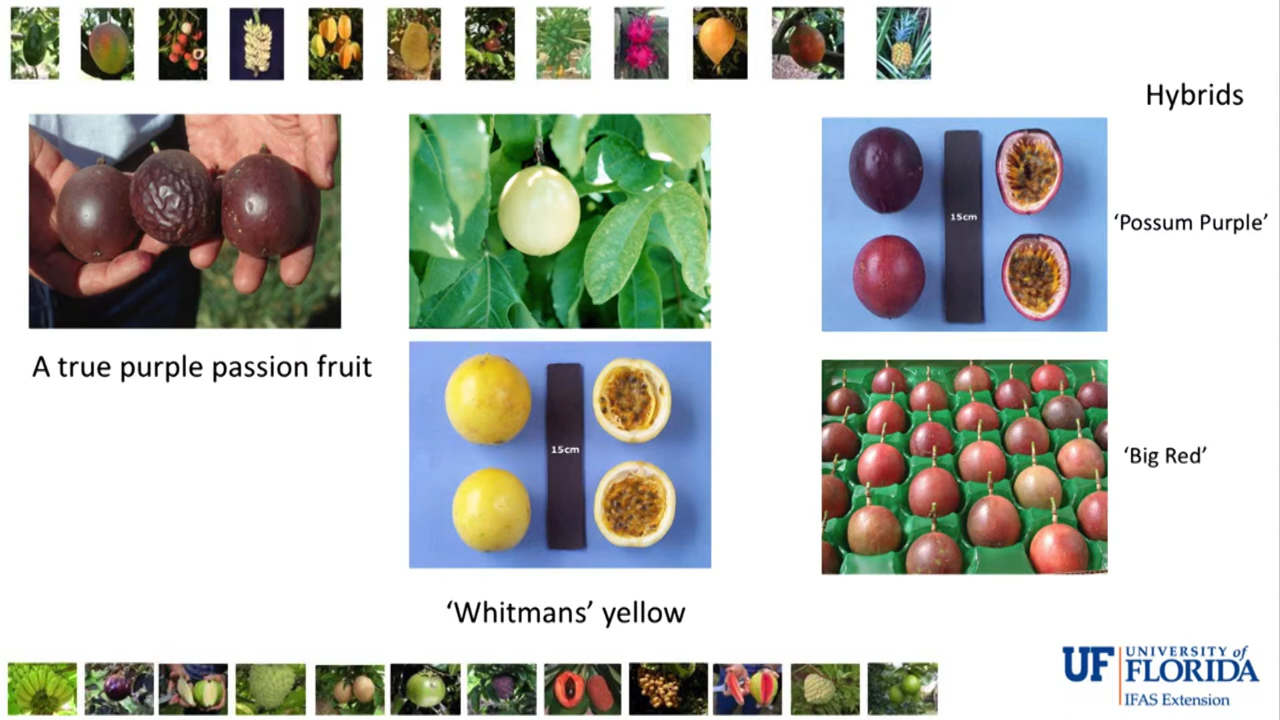 Hybrids
15cm
‘Possum Purple’
A true purple passion fruit
15cm
‘Big Red’
‘Whitmans’ yellow
UF UNIVERSITY of
FLORIDA
IFAS Extension